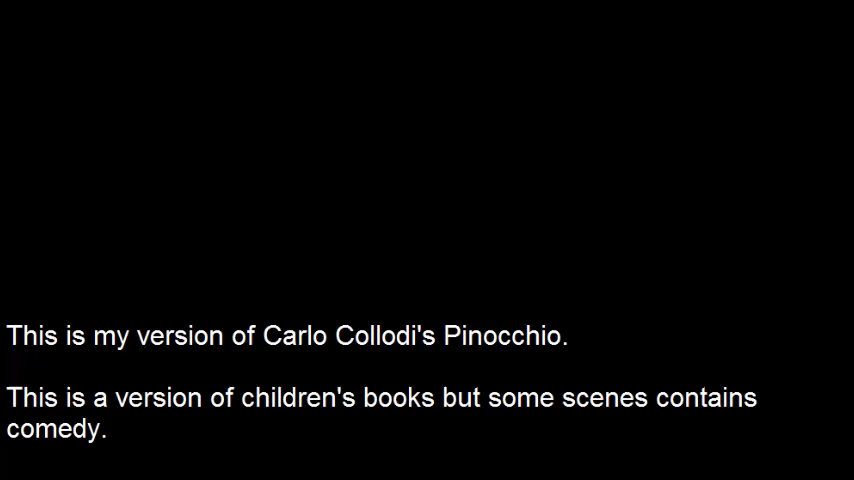 This is my version of Carlo Collodi's Pinocchio.
This is a version of children's books but some scenes contains
comedy.